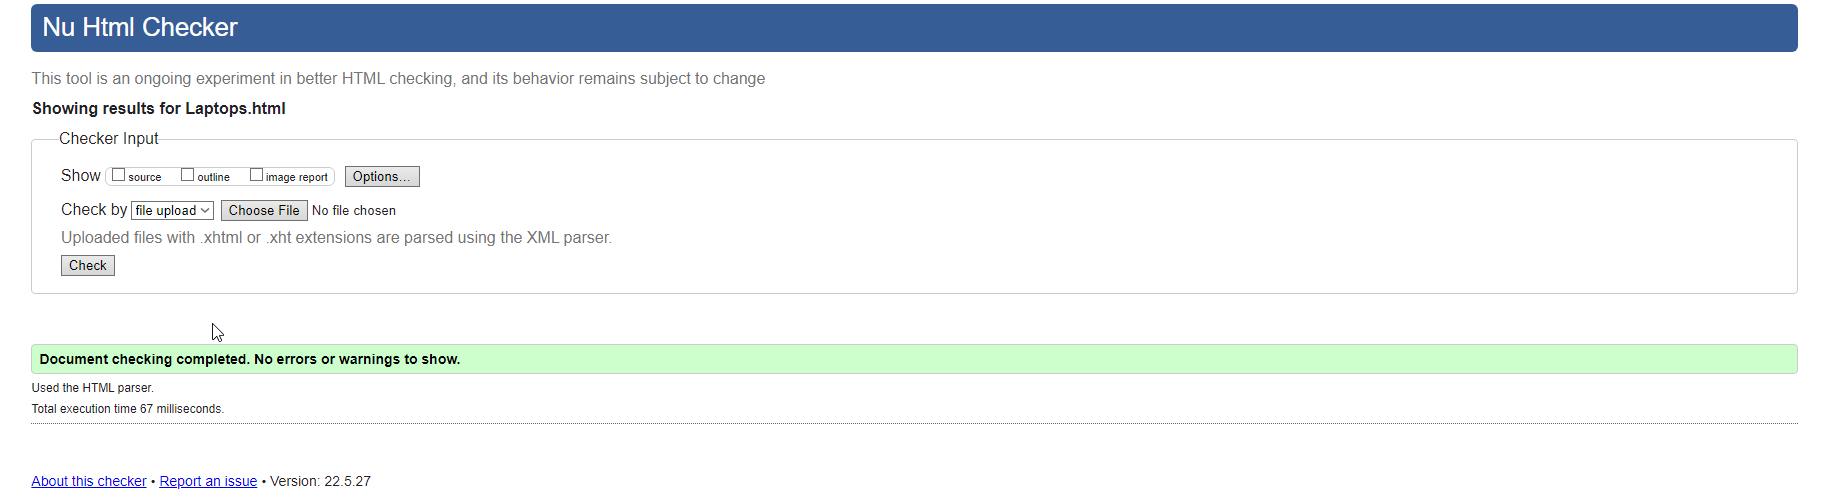 Nu Html Checker
This tool is an ongoing experiment in better HTML checking, and its behavior remains subject to change
Showing results for Laptops.html
Checker Input
Show source outline image report Options...
Check by file upload Choose File No file chosen
Uploaded files with .xhtml or .xht extensions are parsed using the XML parser.
Check
Document checking completed. No errors or warnings to show.
Used the HTML parser.
Total execution time 67 milliseconds.
About this checker • Report an issue • Version: 22.5.27